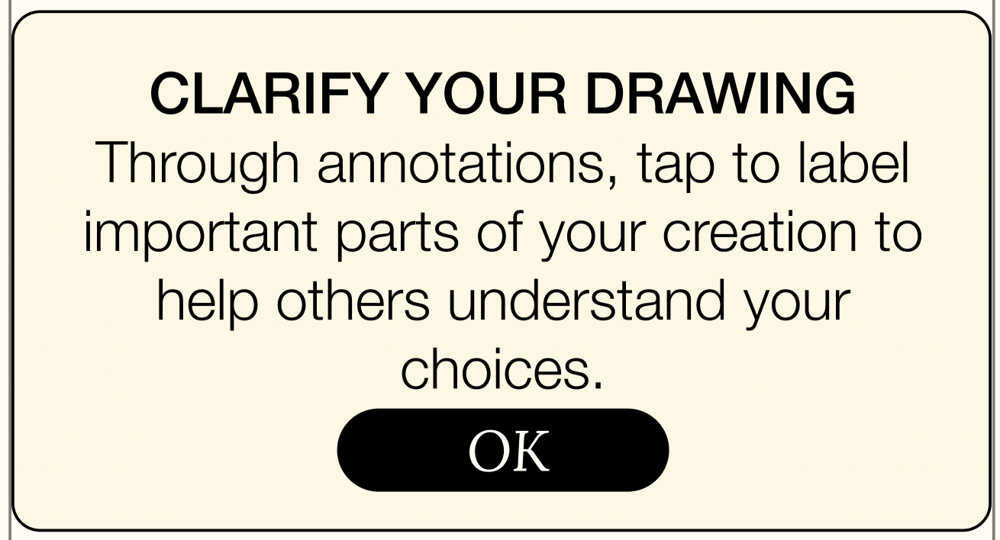 CLARIFY YOUR DRAWING
Through annotations, tap to label
important parts of your creation to
help others understand your
choices.
OK